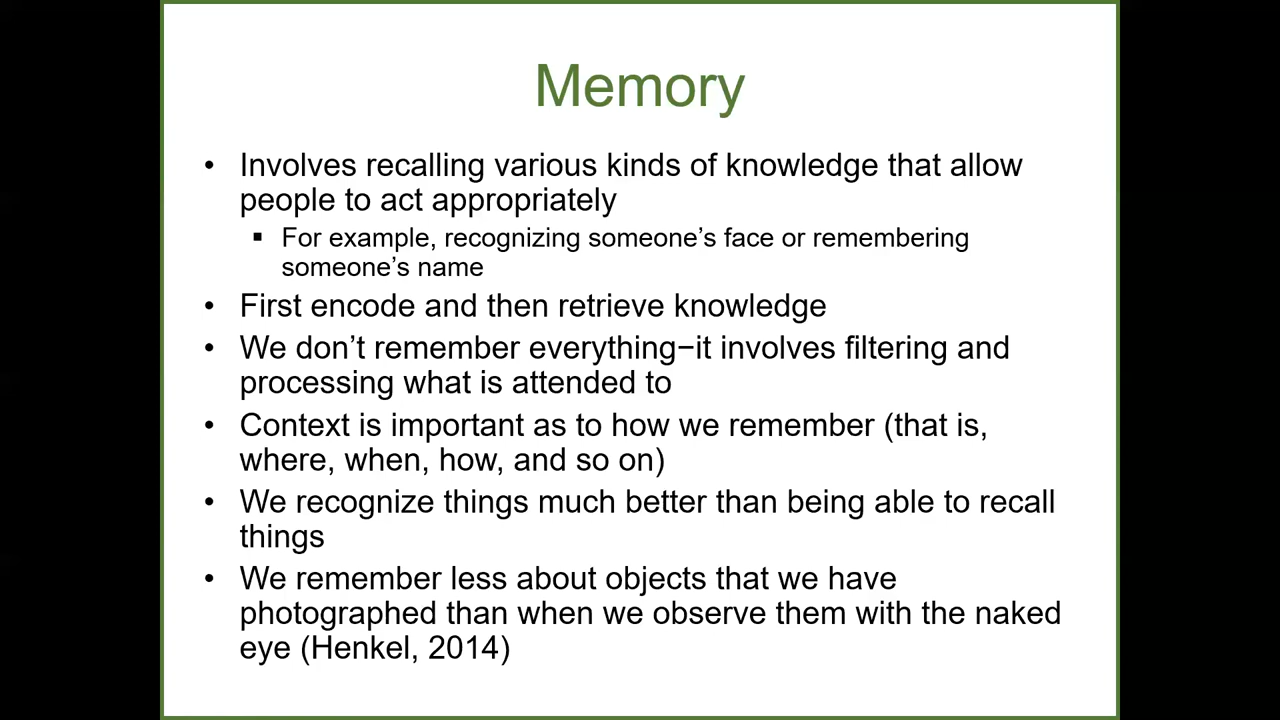 Memory
• Involves recalling various kinds of knowledge that allow
people to act appropriately
▪ For example, recognizing someone’s face or remembering
someone’s name
• First encode and then retrieve knowledge
• We don’t remember everything−it involves filtering and
processing what is attended to
• Context is important as to how we remember (that is,
where, when, how, and so on)
• We recognize things much better than being able to recall
things
• We remember less about objects that we have
photographed than when we observe them with the naked
eye (Henkel, 2014)